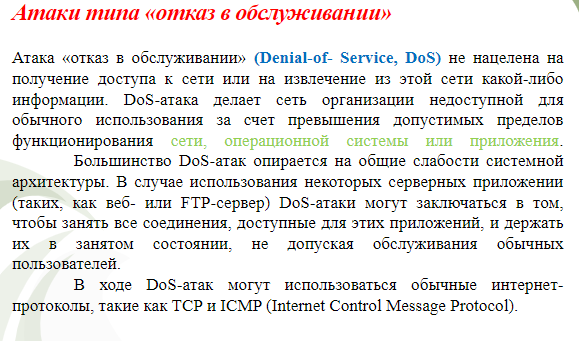 Атаки типа «отказ в обслуживании»
Атака «отказ в обслуживании» (Denial-of- Service, DoS) не нацелена на
получение доступа к сети или на извлечение из этой сети какой-либо
информации. DoS-атака делает сеть организации недоступной для
обычного использования за счет превышения допустимых пределов
функционирования сети, операционной системы или приложения.
Большинство DoS-атак опирается на общие слабости системной
архитектуры. В случае использования некоторых серверных приложении
(таких, как веб- или FTP-сервер) DoS-атаки могут заключаться в том,
чтобы занять все соединения, доступные для этих приложений, и держать
их в занятом состоянии, не допуская обслуживания обычных
пользователей.
В ходе DoS-атак могут использоваться обычные интернет-
протоколы, такие как TCP и ICMP (Internet Control Message Protocol).